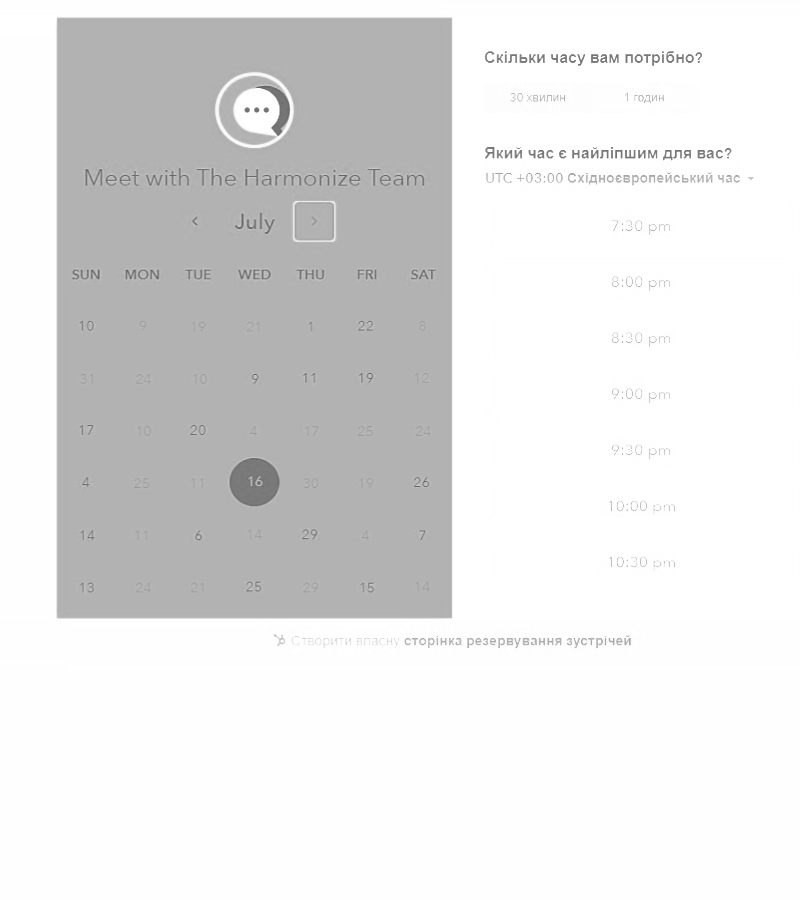 Meet with The Harmonize Team
July
SUN MON TUE WED THU FRI SAT
10 9 19 21 1 22 8
31 24 10 9 11 19 12
17 10 20 4 17 25 24
4 25 11 16 30 19 26
14 11 6 14 29 4 7
13 24 21 25 29 15 14
Скільки часу вам потрібно?
30 хвилин 1 годин
Який час є найліпшим для вас?
UTC +03:00 Східноєвропейський час
7:30 pm
8:00 pm
8:30 pm
9:00 pm
9:30 pm
10:00 pm
10:30 pm
Створити власну сторінка резервування зустрічей